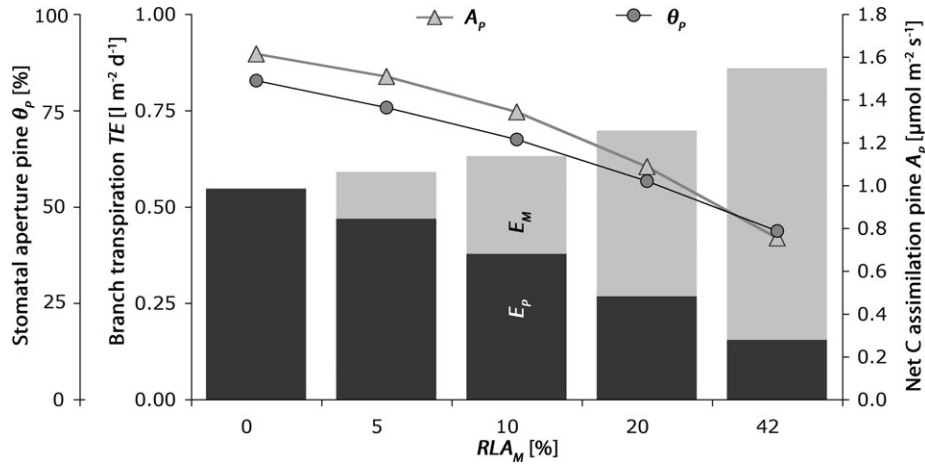 A_P θ_P
Stomatal aperture pine θ_P [%]
100
75
50
25
0
Branch transpiration TE [l m⁻² d⁻¹]
1.00
0.75
0.50
0.25
0.00
E_M
E_P
1.8
1.6
1.4
1.2
1.0
0.8
0.6
0.4
0.2
0.0
Net C assimilation pine A_P [µmol m⁻² s⁻¹]
0 5 10 20 42
RLA_M [%]